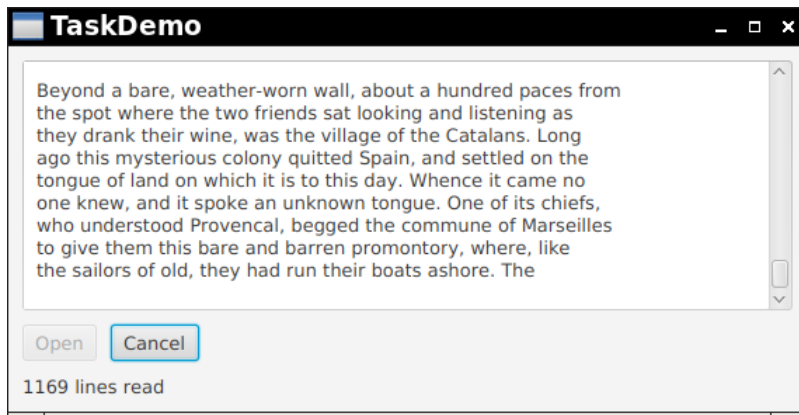 TaskDemo
Beyond a bare, weather-worn wall, about a hundred paces from
the spot where the two friends sat looking and listening as
they drank their wine, was the village of the Catalans. Long
ago this mysterious colony quitted Spain, and settled on the
tongue of land on which it is to this day. Whence it came no
one knew, and it spoke an unknown tongue. One of its chiefs,
who understood Provencal, begged the commune of Marseilles
to give them this bare and barren promontory, where, like
the sailors of old, they had run their boats ashore. The
Open Cancel
1169 lines read